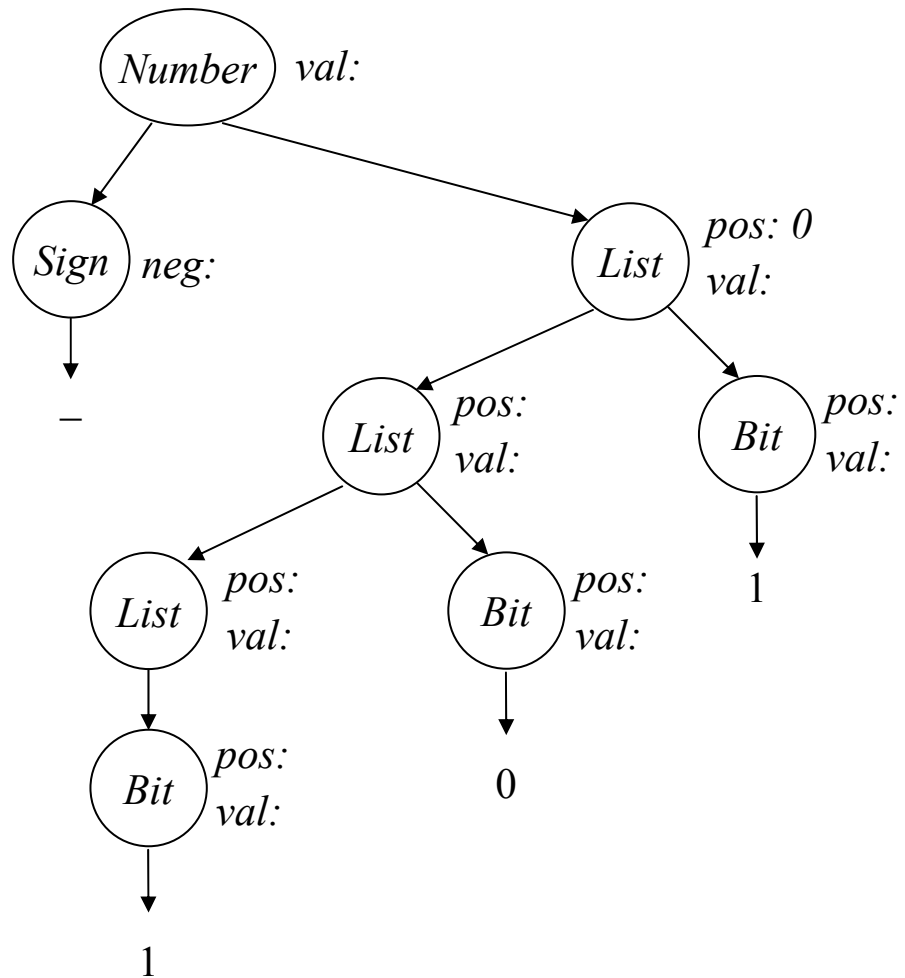 Number val:
Sign neg:
List pos: 0
val:
–
List pos:
val:
Bit pos:
val:
1
List pos:
val:
Bit pos:
val:
0
Bit pos:
val:
1